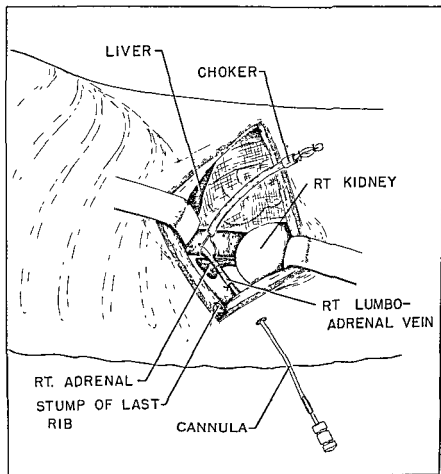 LIVER
CHOKER
RT KIDNEY
RT LUMBO-
ADRENAL VEIN
RT. ADRENAL
STUMP OF LAST
RIB
CANNULA